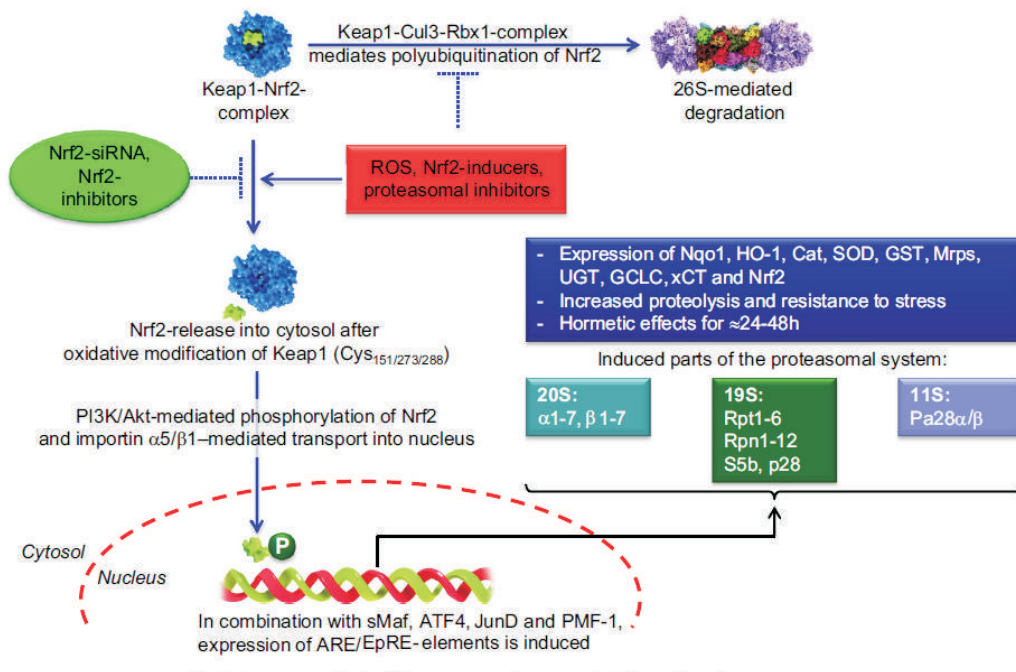 Keap1-Cul3-Rbx1-complex
mediates polyubiquitination of Nrf2
Keap1-Nrf2-
complex
26S-mediated
degradation
Nrf2-siRNA,
Nrf2-
inhibitors
ROS, Nrf2-inducers,
proteasomal inhibitors
Nrf2-release into cytosol after
oxidative modification of Keap1 (Cys151/273/288)
- Expression of Nqo1, HO-1, Cat, SOD, GST, Mrps,
UGT, GCLC, xCT and Nrf2
- Increased proteolysis and resistance to stress
- Hormetic effects for ≈24-48h
Induced parts of the proteasomal system:
20S:
α1-7, β1-7
19S:
Rpt1-6
Rpn1-12
S5b, p28
11S:
Pa28α/β
PI3K/Akt-mediated phosphorylation of Nrf2
and importin α5/β1–mediated transport into nucleus
Cytosol
Nucleus
P
In combination with sMaf, ATF4, JunD and PMF-1,
expression of ARE/EpRE-elements is induced